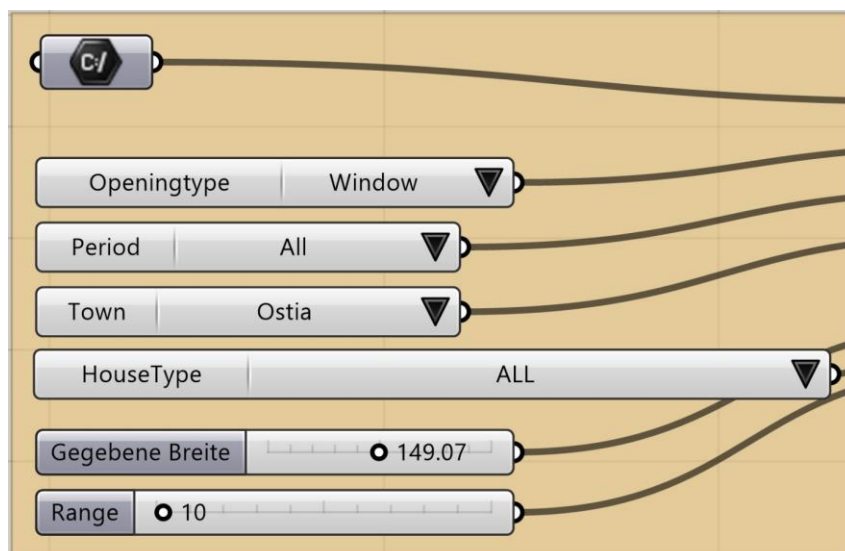 C:/
Openingtype Window
Period All
Town Ostia
HouseType ALL
Gegebene Breite 149.07
Range 10